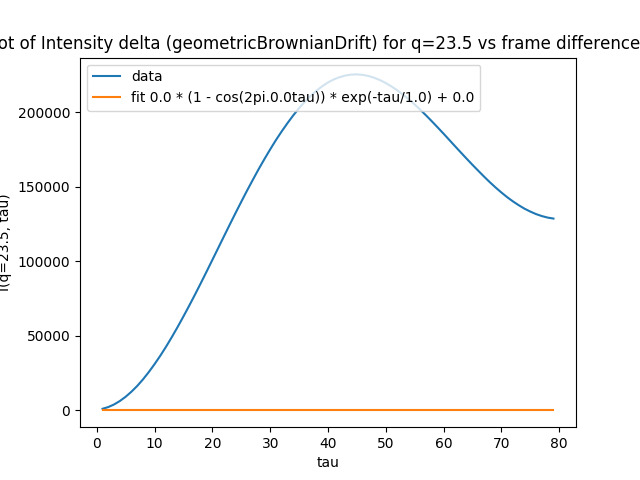 ot of Intensity delta (geometricBrownianDrift) for q=23.5 vs frame difference
data
fit 0.0 * (1 - cos(2pi.0.0tau)) * exp(-tau/1.0) + 0.0
I(q=23.5, tau)
200000
150000
100000
50000
0
0 10 20 30 40 50 60 70 80
tau